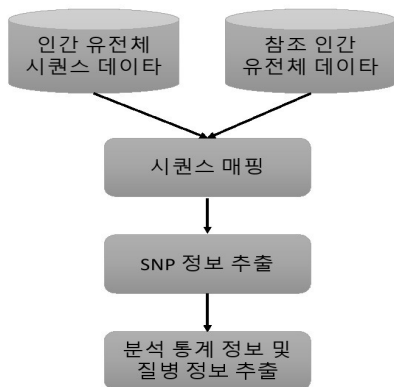 인간 유전체
시퀀스 데이타
참조 인간
유전체 데이타
시퀀스 매핑
SNP 정보 추출
분석 통계 정보 및
질병 정보 추출